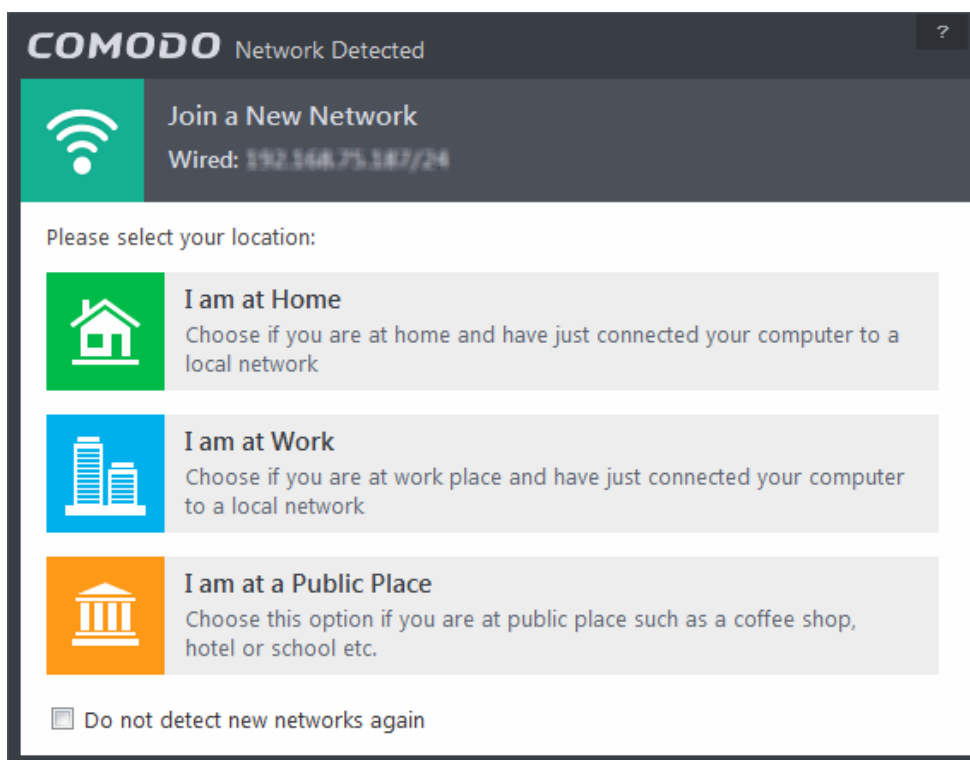 COMODO Network Detected
?
Join a New Network
Wired:
Please select your location:
I am at Home
Choose if you are at home and have just connected your computer to a
local network
I am at Work
Choose if you are at work place and have just connected your computer
to a local network
I am at a Public Place
Choose this option if you are at public place such as a coffee shop,
hotel or school etc.
Do not detect new networks again